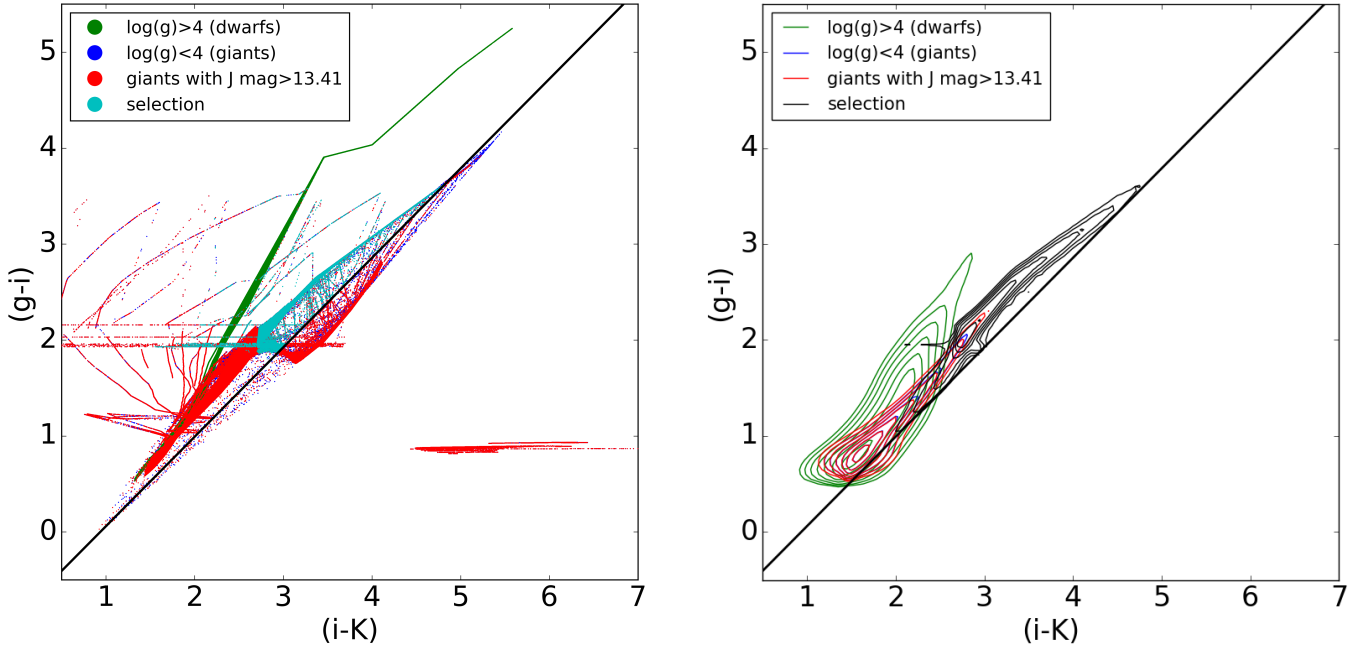 log(g)>4 (dwarfs)
log(g)<4 (giants)
giants with J mag>13.41
selection
5
4
3
2
1
0
(g-i)
1 2 3 4 5 6 7
(i-K)
log(g)>4 (dwarfs)
log(g)<4 (giants)
giants with J mag>13.41
selection
5
4
3
2
1
0
(g-i)
1 2 3 4 5 6 7
(i-K)